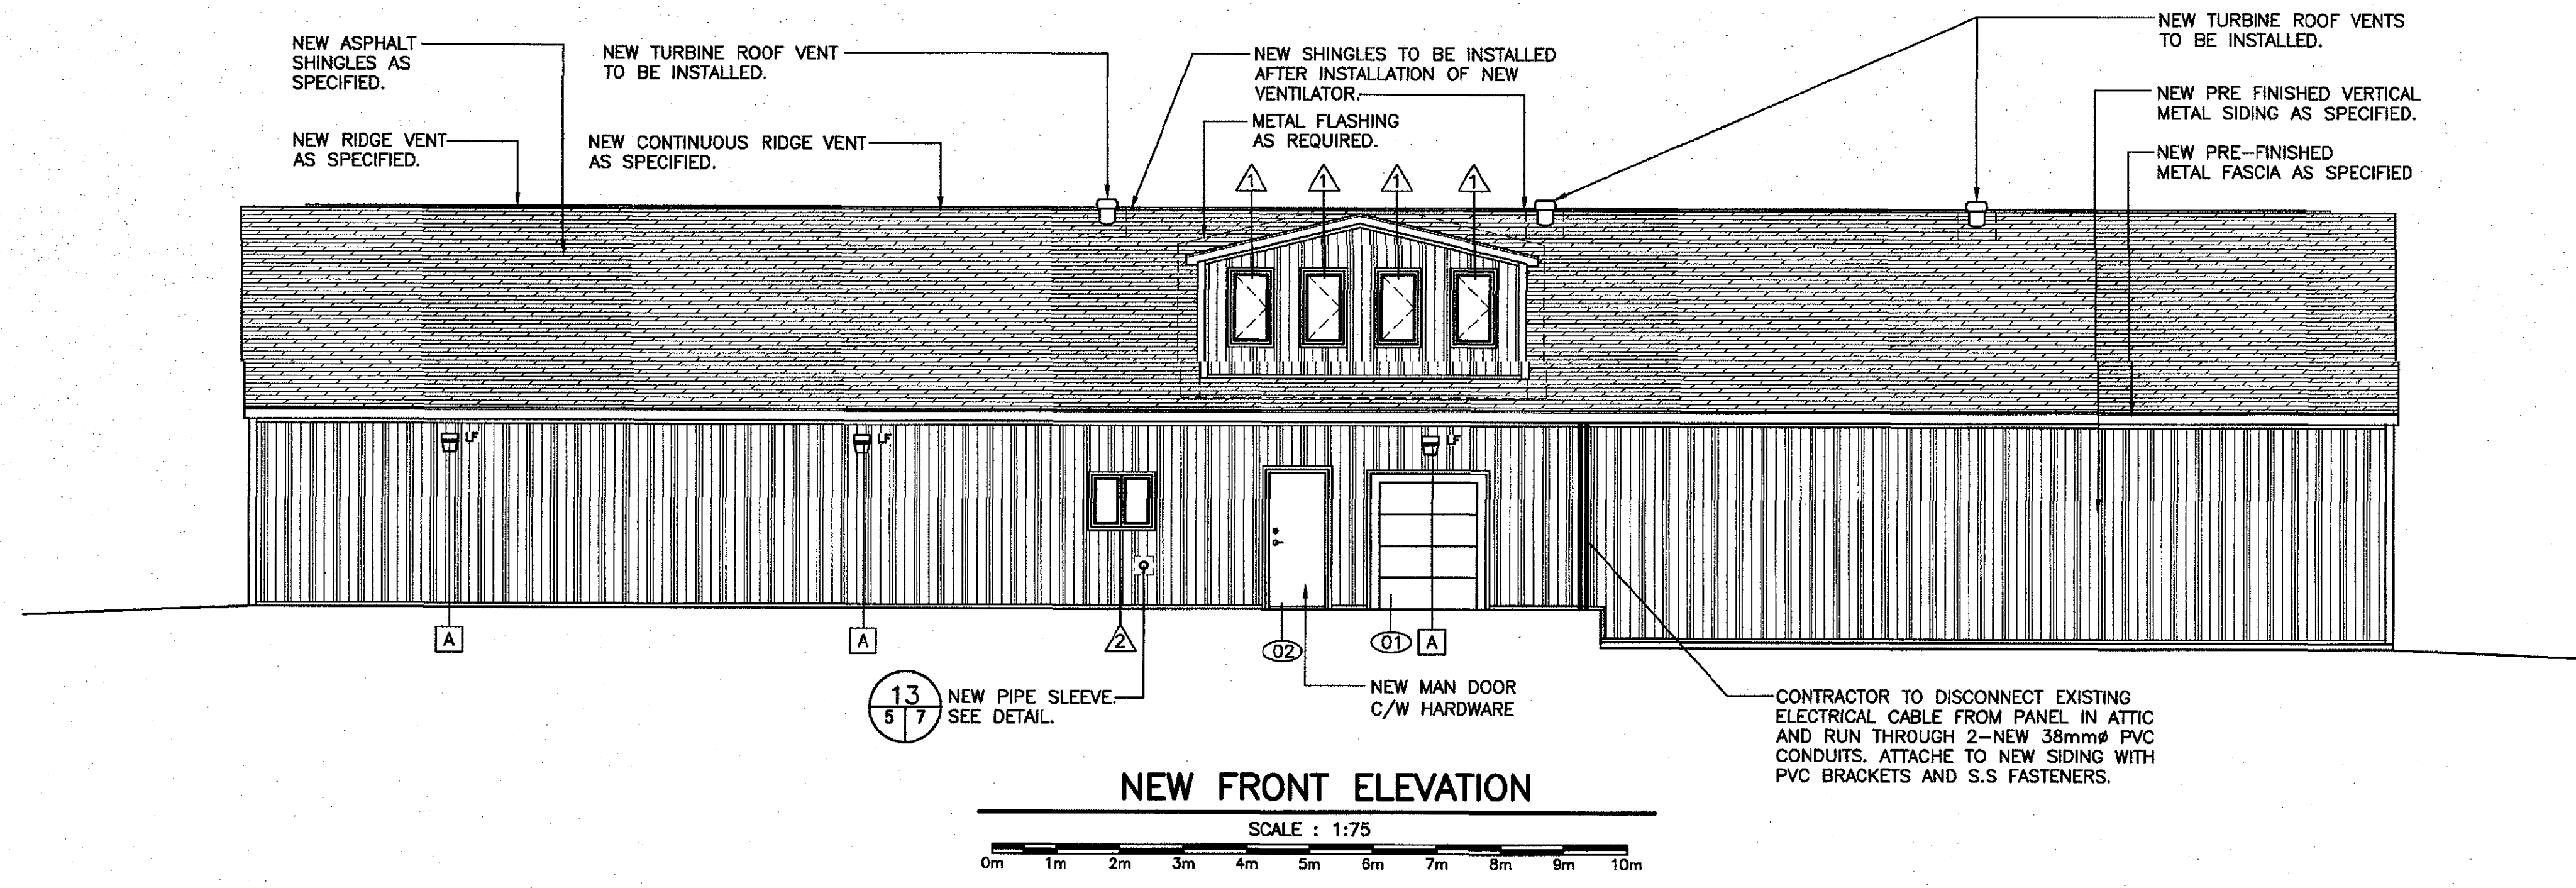 NEW ASPHALT
SHINGLES AS
SPECIFIED.
NEW TURBINE ROOF VENT
TO BE INSTALLED.
NEW SHINGLES TO BE INSTALLED
AFTER INSTALLATION OF NEW
VENTILATOR.
NEW TURBINE ROOF VENTS
TO BE INSTALLED.
NEW RIDGE VENT
AS SPECIFIED.
NEW CONTINUOUS RIDGE VENT
AS SPECIFIED.
METAL FLASHING
AS REQUIRED.
NEW PRE FINISHED VERTICAL
METAL SIDING AS SPECIFIED.
NEW PRE-FINISHED
METAL FASCIA AS SPECIFIED
1 1 1 1
LF LF LF
A A 2 02 01 A
13
5 7
NEW PIPE SLEEVE.
SEE DETAIL.
NEW MAN DOOR
C/W HARDWARE
CONTRACTOR TO DISCONNECT EXISTING
ELECTRICAL CABLE FROM PANEL IN ATTIC
AND RUN THROUGH 2-NEW 38mmø PVC
CONDUITS. ATTACHE TO NEW SIDING WITH
PVC BRACKETS AND S.S FASTENERS.
NEW FRONT ELEVATION
SCALE : 1:75
0m 1m 2m 3m 4m 5m 6m 7m 8m 9m 10m